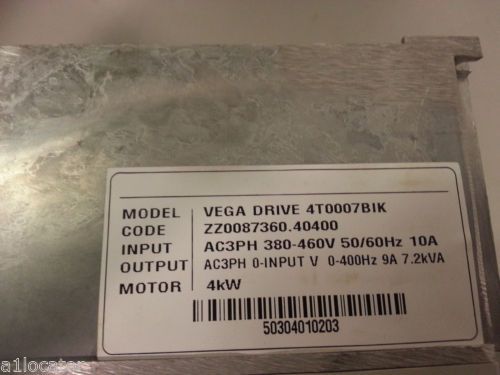 MODEL VEGA DRIVE 4T0007BIK
CODE ZZ0087360.40400
INPUT AC3PH 380-460V 50/60Hz 10A
OUTPUT AC3PH 0-INPUT V 0-400Hz 9A 7.2kVA
MOTOR 4kW
50304010203
a1locater